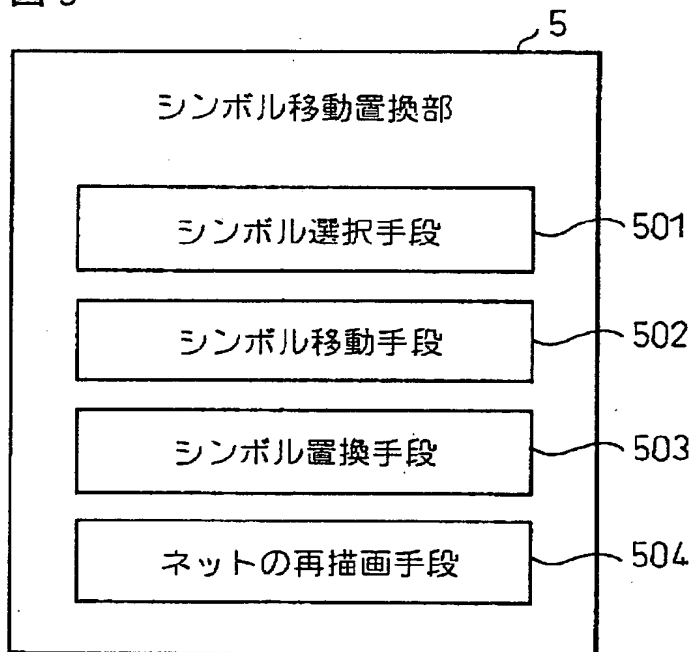 5
シンボル移動置換部
シンボル選択手段 501
シンボル移動手段 502
シンボル置換手段 503
ネットの再描画手段 504